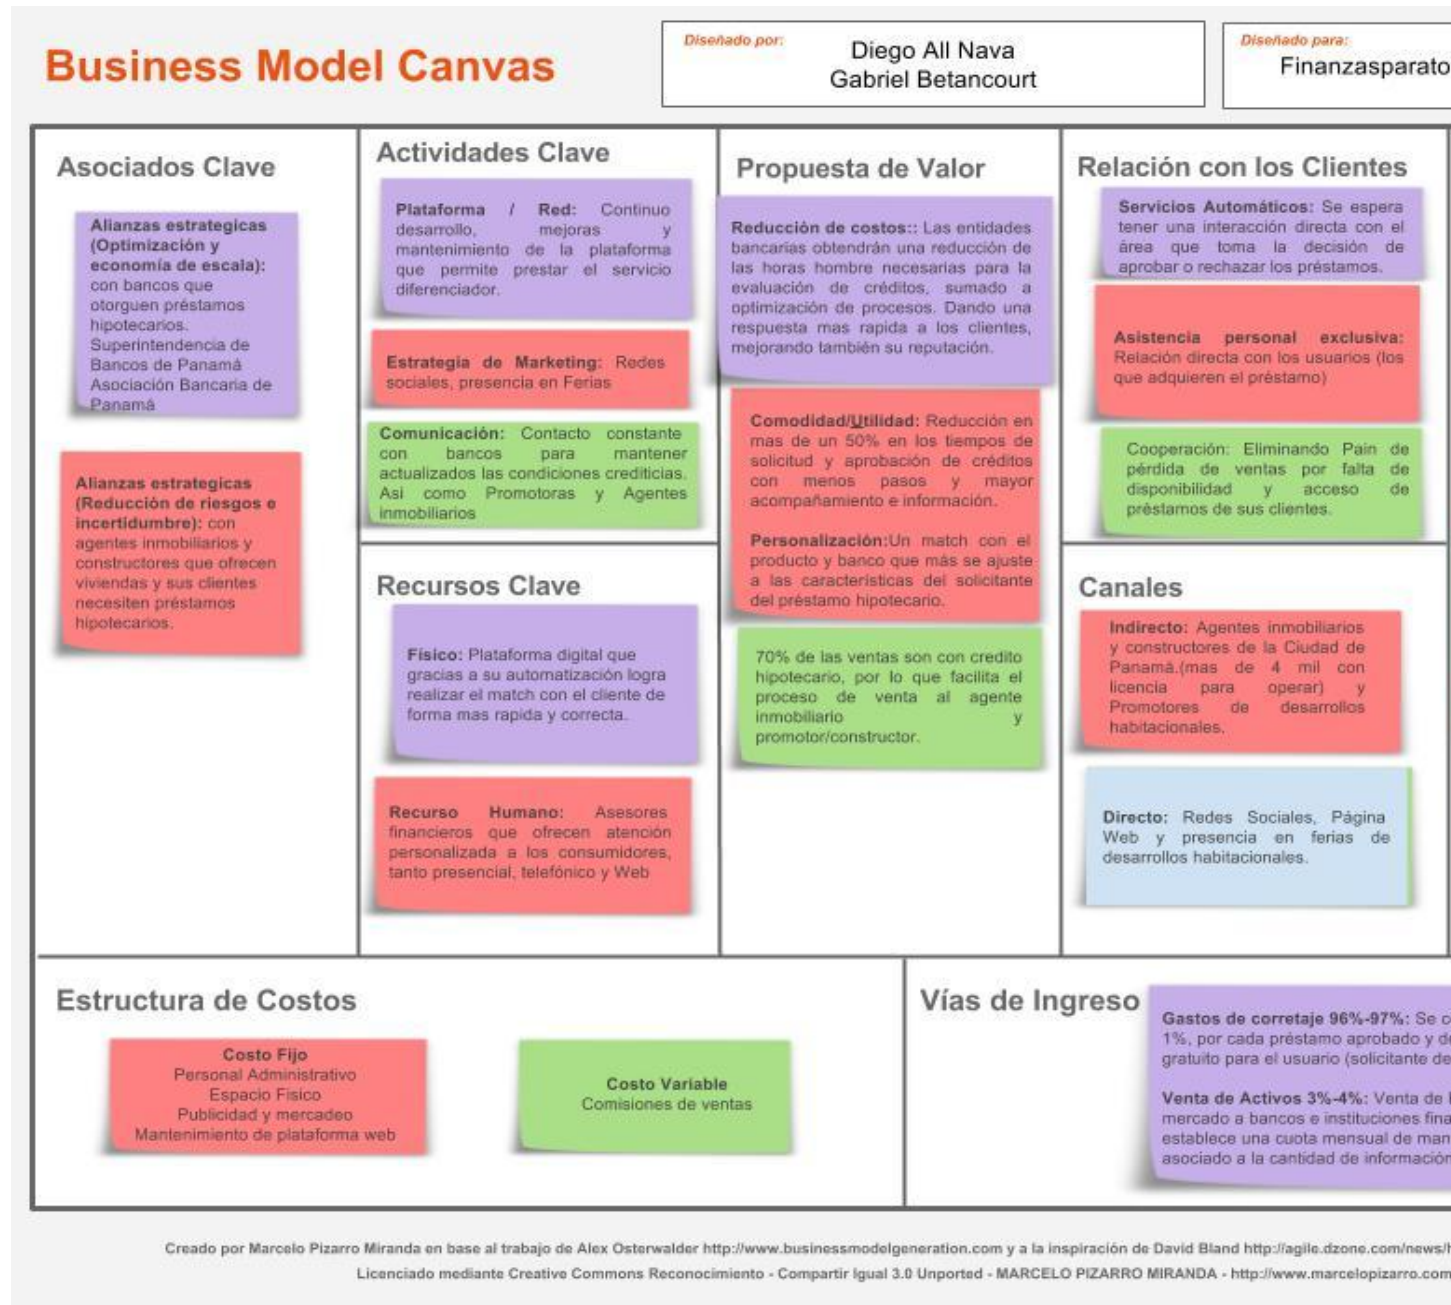 Business Model Canvas
Diseñado por:
Diego All Nava
Gabriel Betancourt
Diseñado para:
Finanzasparato
Asociados Clave
Alianzas estrategicas
(Optimización y
economía de escala):
con bancos que
otorguen préstamos
hipotecarios.
Superintendencia de
Bancos de Panamá
Asociación Bancaria de
Panamá
Alianzas estrategicas
(Reducción de riesgos e
incertidumbre): con
agentes inmobiliarios y
constructores que ofrecen
viviendas y sus clientes
necesiten préstamos
hipotecarios.
Actividades Clave
Plataforma / Red: Continuo
desarrollo, mejoras y
mantenimiento de la plataforma
que permite prestar el servicio
diferenciador.
Estrategia de Marketing: Redes
sociales, presencia en Ferias
Comunicación: Contacto constante
con bancos para mantener
actualizados las condiciones crediticias.
Asi como Promotoras y Agentes
inmobiliarios
Recursos Clave
Físico: Plataforma digital que
gracias a su automatización logra
realizar el match con el cliente de
forma mas rapida y correcta.
Recurso Humano: Asesores
financieros que ofrecen atención
personalizada a los consumidores,
tanto presencial, telefónico y Web
Propuesta de Valor
Reducción de costos:: Las entidades
bancarias obtendrán una reducción de
las horas hombre necesarias para la
evaluación de créditos, sumado a
optimización de procesos. Dando una
respuesta mas rapida a los clientes,
mejorando también su reputación.
Comodidad/Utilidad: Reducción en
mas de un 50% en los tiempos de
solicitud y aprobación de créditos
con menos pasos y mayor
acompañamiento e información.
Personalización:Un match con el
producto y banco que más se ajuste
a las características del solicitante
del préstamo hipotecario.
70% de las ventas son con credito
hipotecario, por lo que facilita el
proceso de venta al agente
inmobiliario y
promotor/constructor.
Relación con los Clientes
Servicios Automáticos: Se espera
tener una interacción directa con el
área que toma la decisión de
aprobar o rechazar los préstamos.
Asistencia personal exclusiva:
Relación directa con los usuarios (los
que adquieren el préstamo)
Cooperación: Eliminando Pain de
pérdida de ventas por falta de
disponibilidad y acceso de
préstamos de sus clientes.
Canales
Indirecto: Agentes inmobiliarios
y constructores de la Ciudad de
Panamá.(mas de 4 mil con
licencia para operar) y
Promotores de desarrollos
habitacionales.
Directo: Redes Sociales, Página
Web y presencia en ferias de
desarrollos habitacionales.
Estructura de Costos
Costo Fijo
Personal Administrativo
Espacio Fisico
Publicidad y mercadeo
Mantenimiento de plataforma web
Costo Variable
Comisiones de ventas
Vías de Ingreso
Gastos de corretaje 96%-97%: Se
1%, por cada préstamo aprobado y
gratuito para el usuario (solicitante
Venta de Activos 3%-4%: Venta de
mercado a bancos e instituciones
establece una cuota mensual de
asociado a la cantidad de información
Creado por Marcelo Pizarro Miranda en base al trabajo de Alex Osterwalder http://www.businessmodelgeneration.com y a la inspiración de David Bland http://agile.dzone.com/news/
Licenciado mediante Creative Commons Reconocimiento - Compartir Igual 3.0 Unported - MARCELO PIZARRO MIRANDA - http://www.marcelopizarro.com